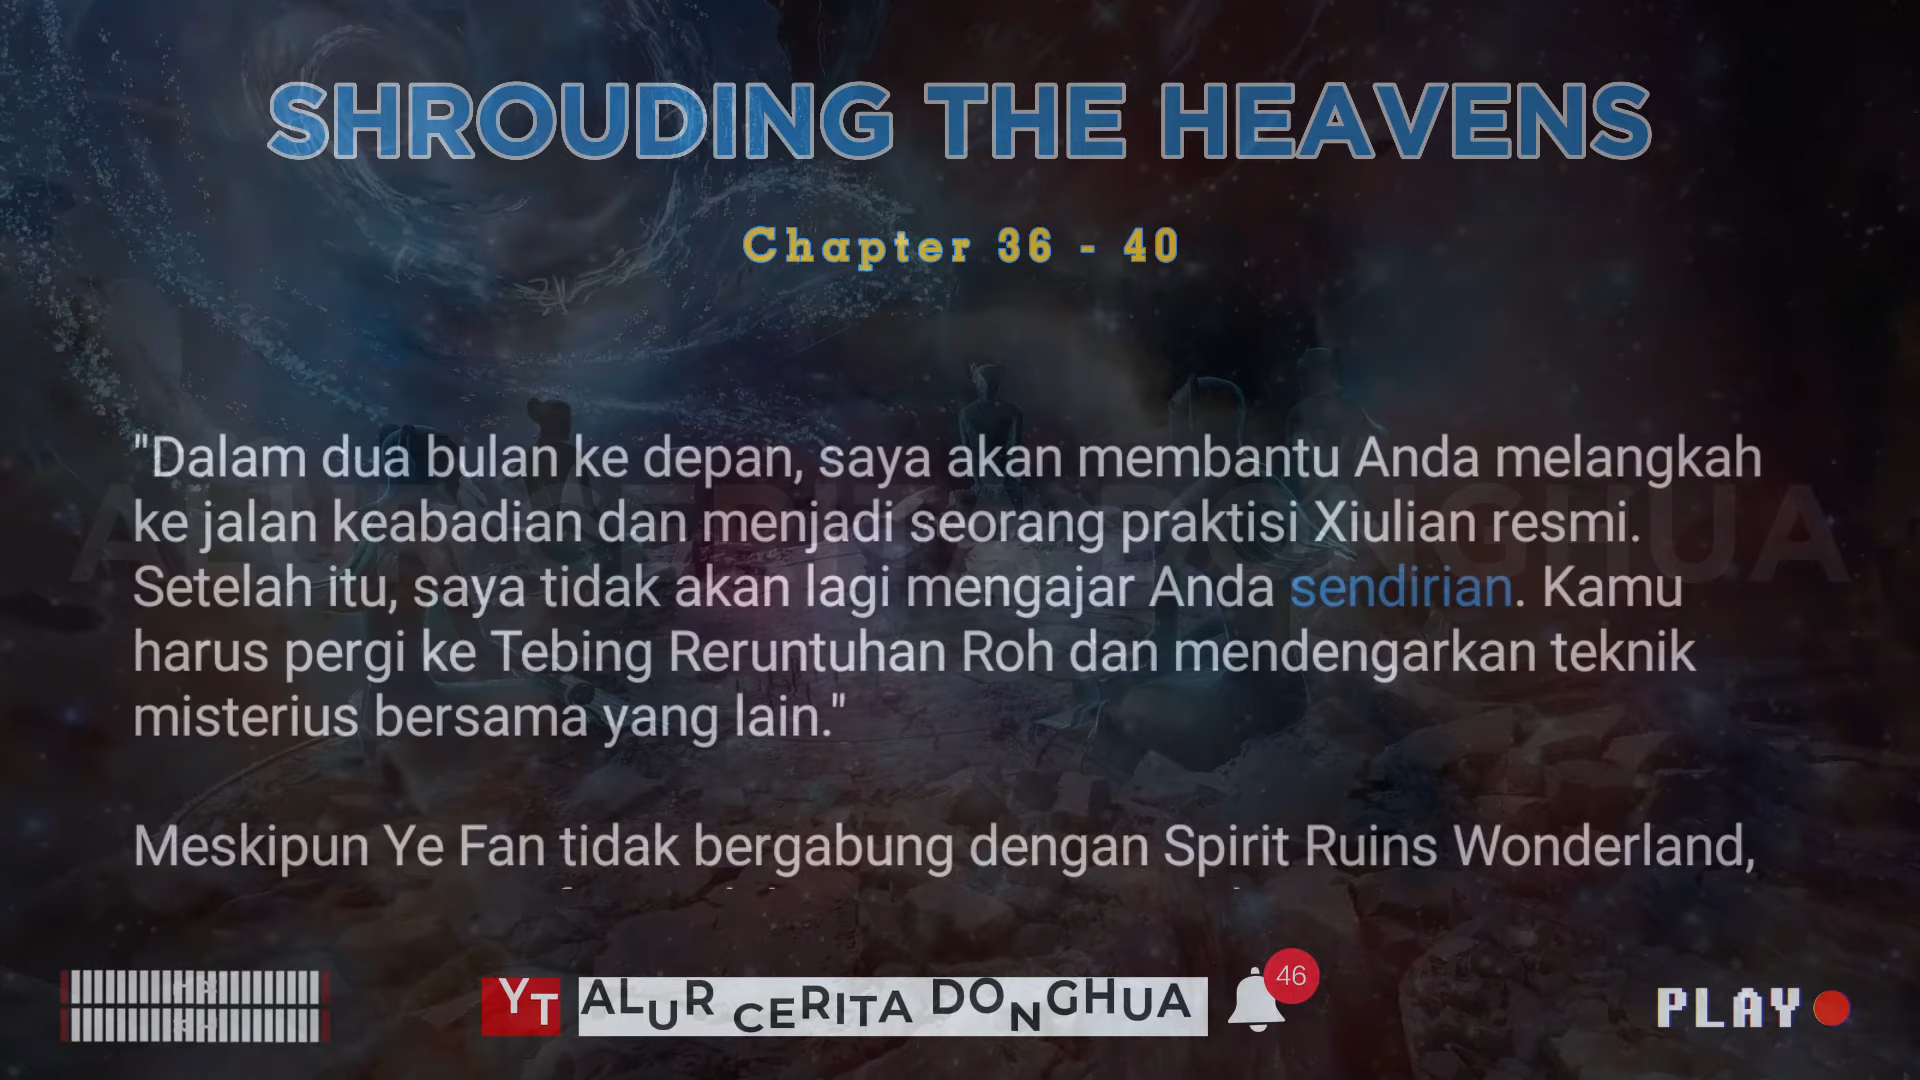 SHROUDING THE HEAVENS
Chapter 36 - 40
"Dalam dua bulan ke depan, saya akan membantu Anda melangkah
ke jalan keabadian dan menjadi seorang praktisi Xiulian resmi.
Setelah itu, saya tidak akan lagi mengajar Anda sendirian. Kamu
harus pergi ke Tebing Reruntuhan Roh dan mendengarkan teknik
misterius bersama yang lain."
Meskipun Ye Fan tidak bergabung dengan Spirit Ruins Wonderland,
YT ALUR CERITA DONGHUA 46
PLAY